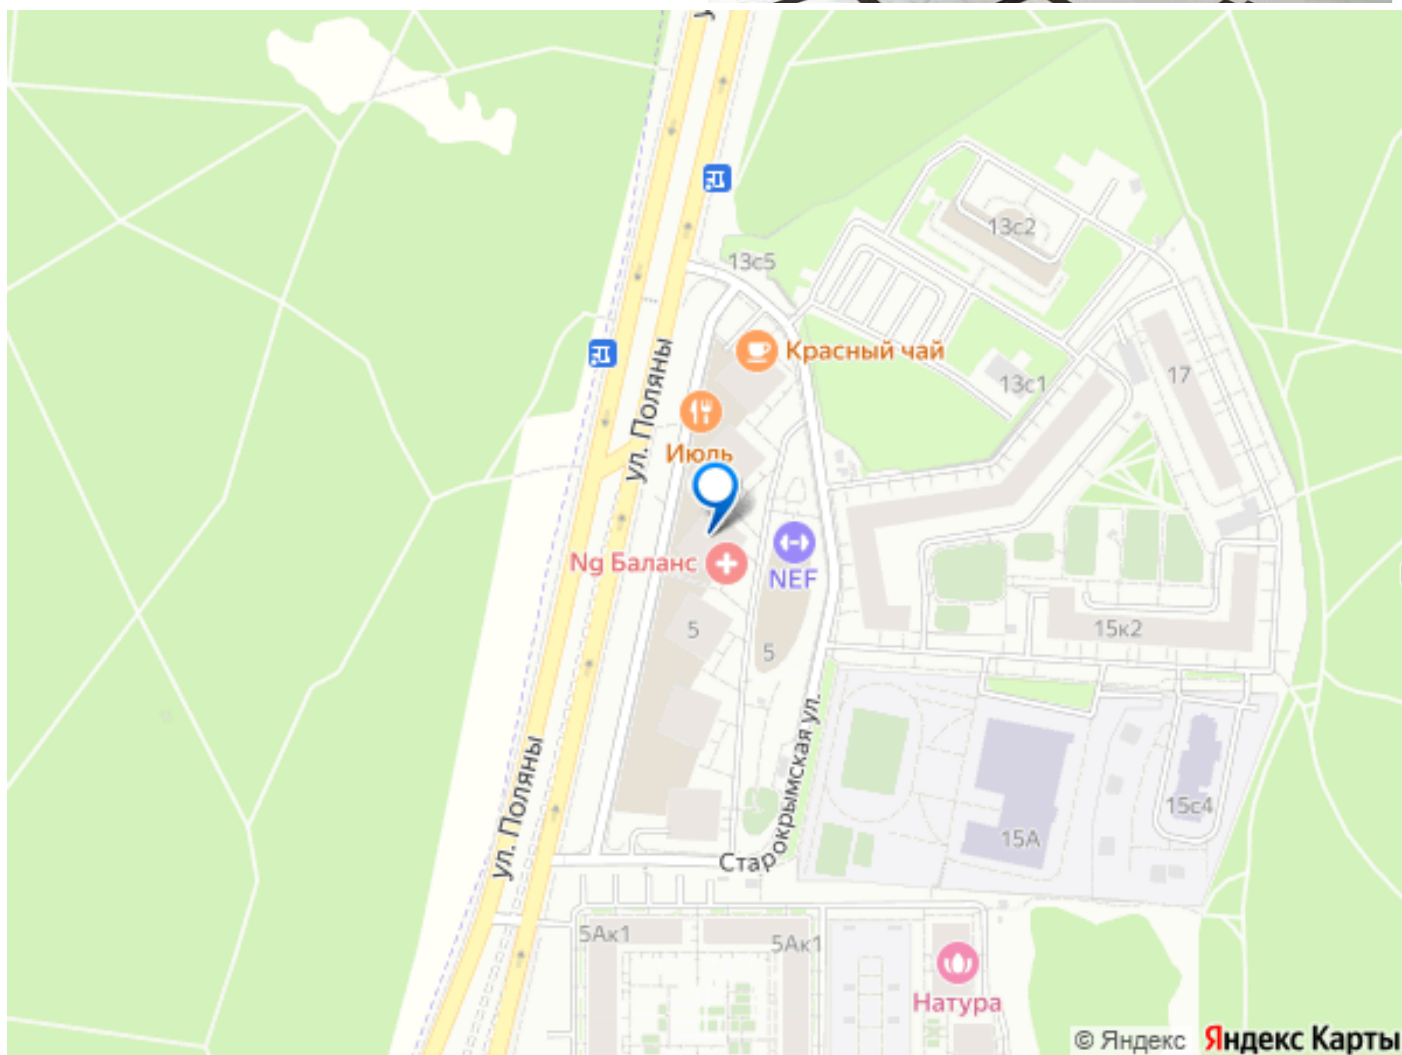 13с2
13с5
Красный чай
17
13с1
ул. Поляны
Июль
Ng Баланс
NEF
5
15к2
5
Старокрымская ул.
ул. Поляны
15с4
15А
5Ак1
5Ак1
Натура
© Яндекс Яндекс Карты